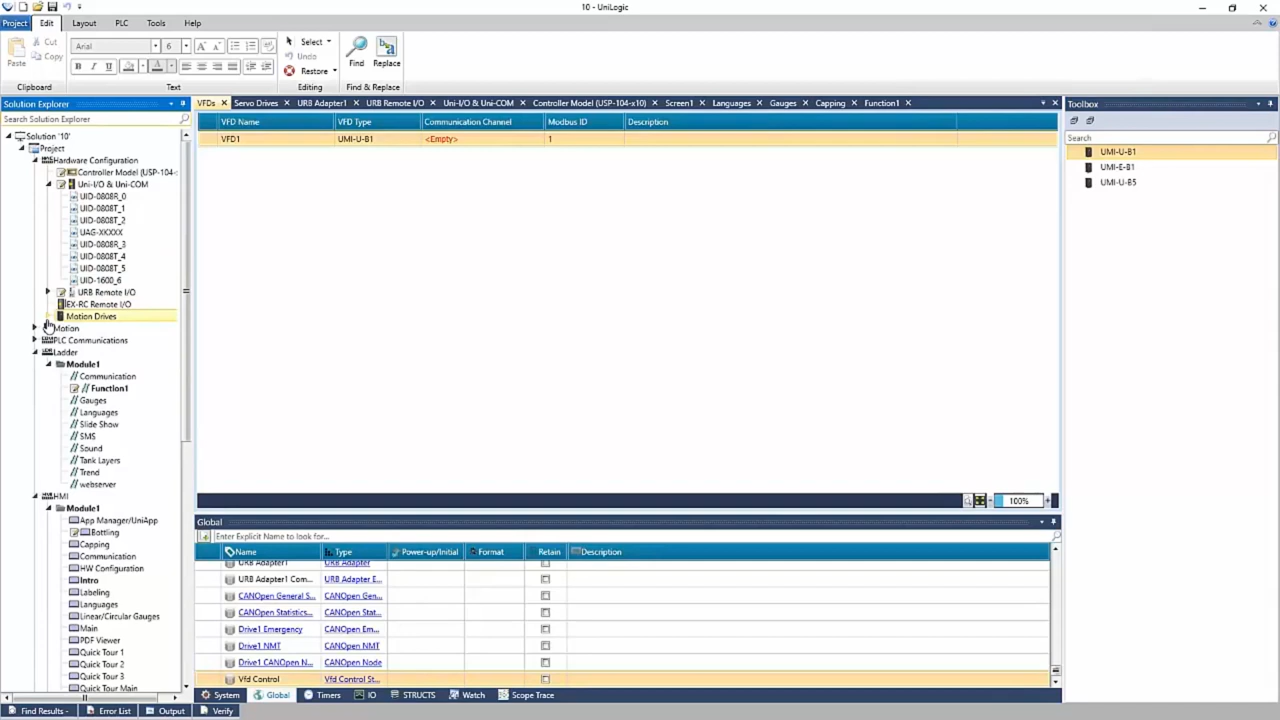 10 - UniLogic
Project Edit Layout PLC Tools Help
Paste Cut Copy Clipboard
Arial 6 Text
Select Undo Restore Editing
Find Replace Find & Replace
Solution Explorer
Search Solution Explorer
Solution '10'
Project
Hardware Configuration
Controller Model (USP-104-
Uni-I/O & Uni-COM
UID-0808R_0
UID-0808T_1
UID-0808T_2
UAG-XKXXX
UID-0808R_3
UID-0808T_4
UID-0808T_5
UID-1600_6
URB Remote I/O
EX-RC Remote I/O
Motion Drives
Motion
PLC Communications
Ladder
Module1
Communication
Function1
Gauges
Languages
Slide Show
SMS
Sound
Tank Layers
Trend
webserver
HMI
Module1
App Manager/UniApp
Bottling
Capping
Communication
HW Configuration
Intro
Labeling
Languages
Linear/Circular Gauges
Main
PDF Viewer
Quick Tour 1
Quick Tour 2
Quick Tour 3
Quick Tour Main
VFDs Servo Drives URB Adapter1 URB Remote I/O Uni-I/O & Uni-COM Controller Model (USP-104-x10) Screen1 Languages Gauges Capping Function1
VFD Name VFD Type Communication Channel Modbus ID Description
VFD1 UMI-U-B1 <Empty> 1
100%
Global
Enter Explicit Name to look for...
Name Type Power-up/Initial Format Retain Description
URB Adapter1 URB Adapter
URB Adapter1 Com... URB Adapter E...
CANOpen General S... CANOpen Gen...
CANOpen Statistics... CANOpen Stat...
Drive1 Emergency CANOpen Em...
Drive1 NMT CANOpen NMT
Drive1 CANOpen N... CANOpen Node
Vfd Control Vfd Control St...
System Global Timers IO STRUCTS Watch Scope Trace
Toolbox
Search
UMI-U-B1
UMI-E-B1
UMI-U-B5
Find Results - Error List Output Verify